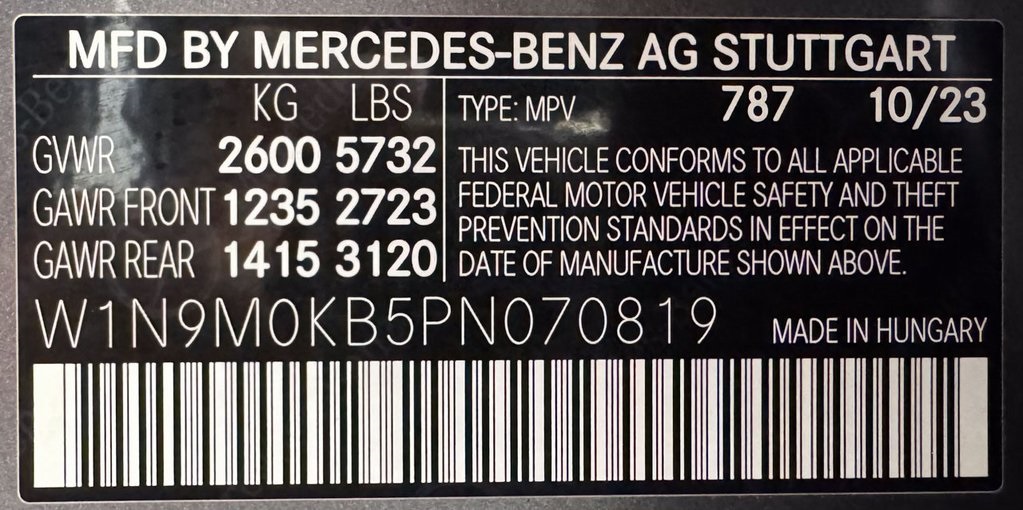 MFD BY MERCEDES-BENZ AG STUTTGART
KG LBS
GVWR 2600 5732
GAWR FRONT 1235 2723
GAWR REAR 1415 3120
TYPE: MPV 787 10/23
THIS VEHICLE CONFORMS TO ALL APPLICABLE
FEDERAL MOTOR VEHICLE SAFETY AND THEFT
PREVENTION STANDARDS IN EFFECT ON THE
DATE OF MANUFACTURE SHOWN ABOVE.
W1N9M0KB5PN070819
MADE IN HUNGARY